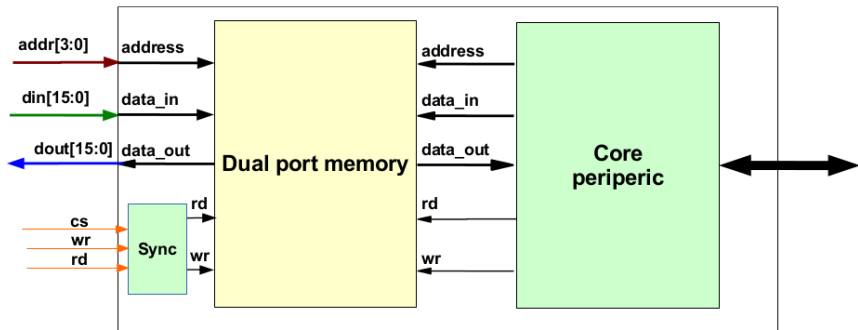 addr[3:0]
address
din[15:0]
data_in
dout[15:0]
data_out
cs
wr
rd
Sync
rd
wr
Dual port memory
address
data_in
data_out
rd
wr
Core
periperic